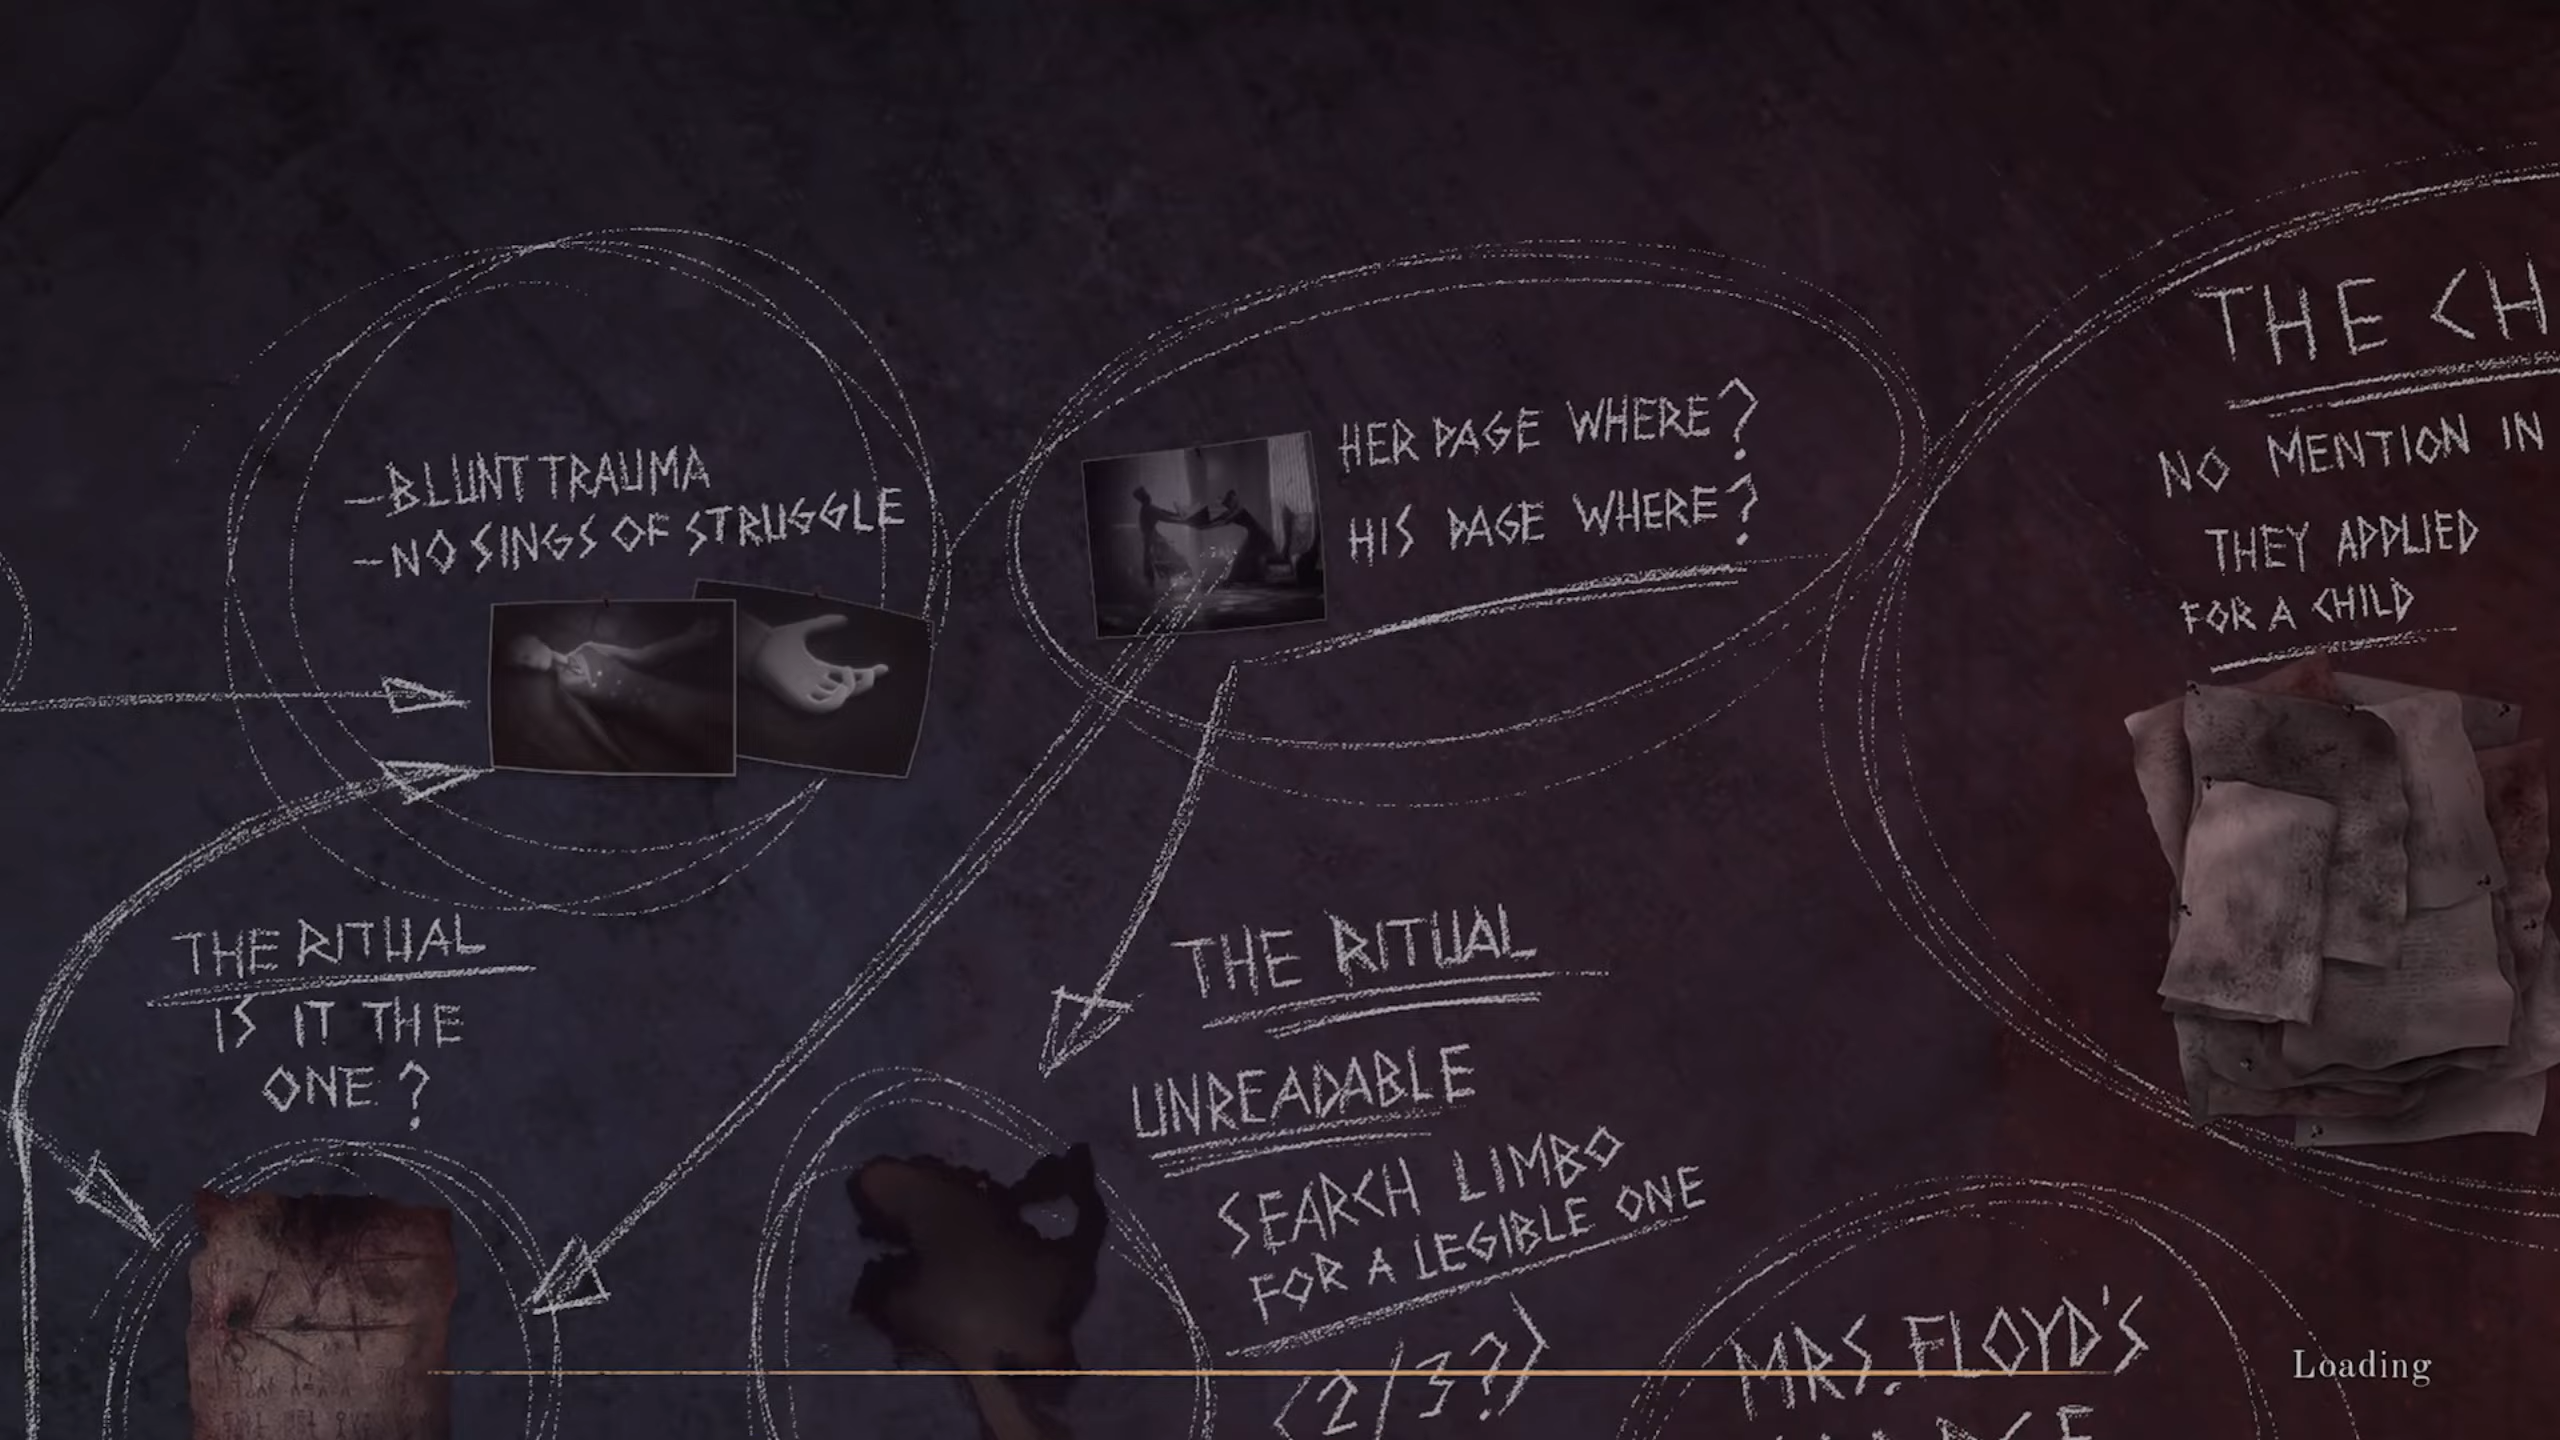 -BLUNT TRAUMA
-NO SINGS OF STRUGGLE
HER PAGE WHERE?
HIS PAGE WHERE?
THE CH
NO MENTION IN
THEY APPLIED
FOR A CHILD
THE RITUAL
IS IT THE
ONE?
THE RITUAL
UNREADABLE
SEARCH LIMBO
FOR A LEGIBLE ONE
(2/3?)
MRS. FLOYD'S
Loading